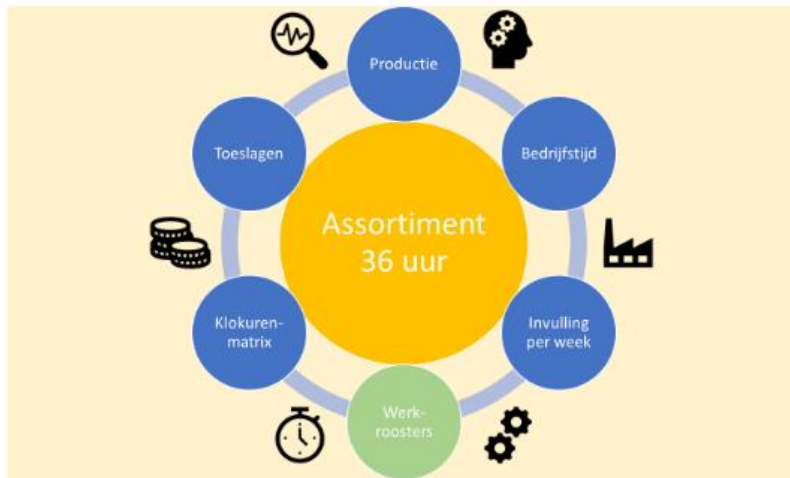 Productie
Toeslagen
Bedrijfstijd
Assortiment
36 uur
Klokuren-
matrix
Invulling
per week
Werk-
roosters